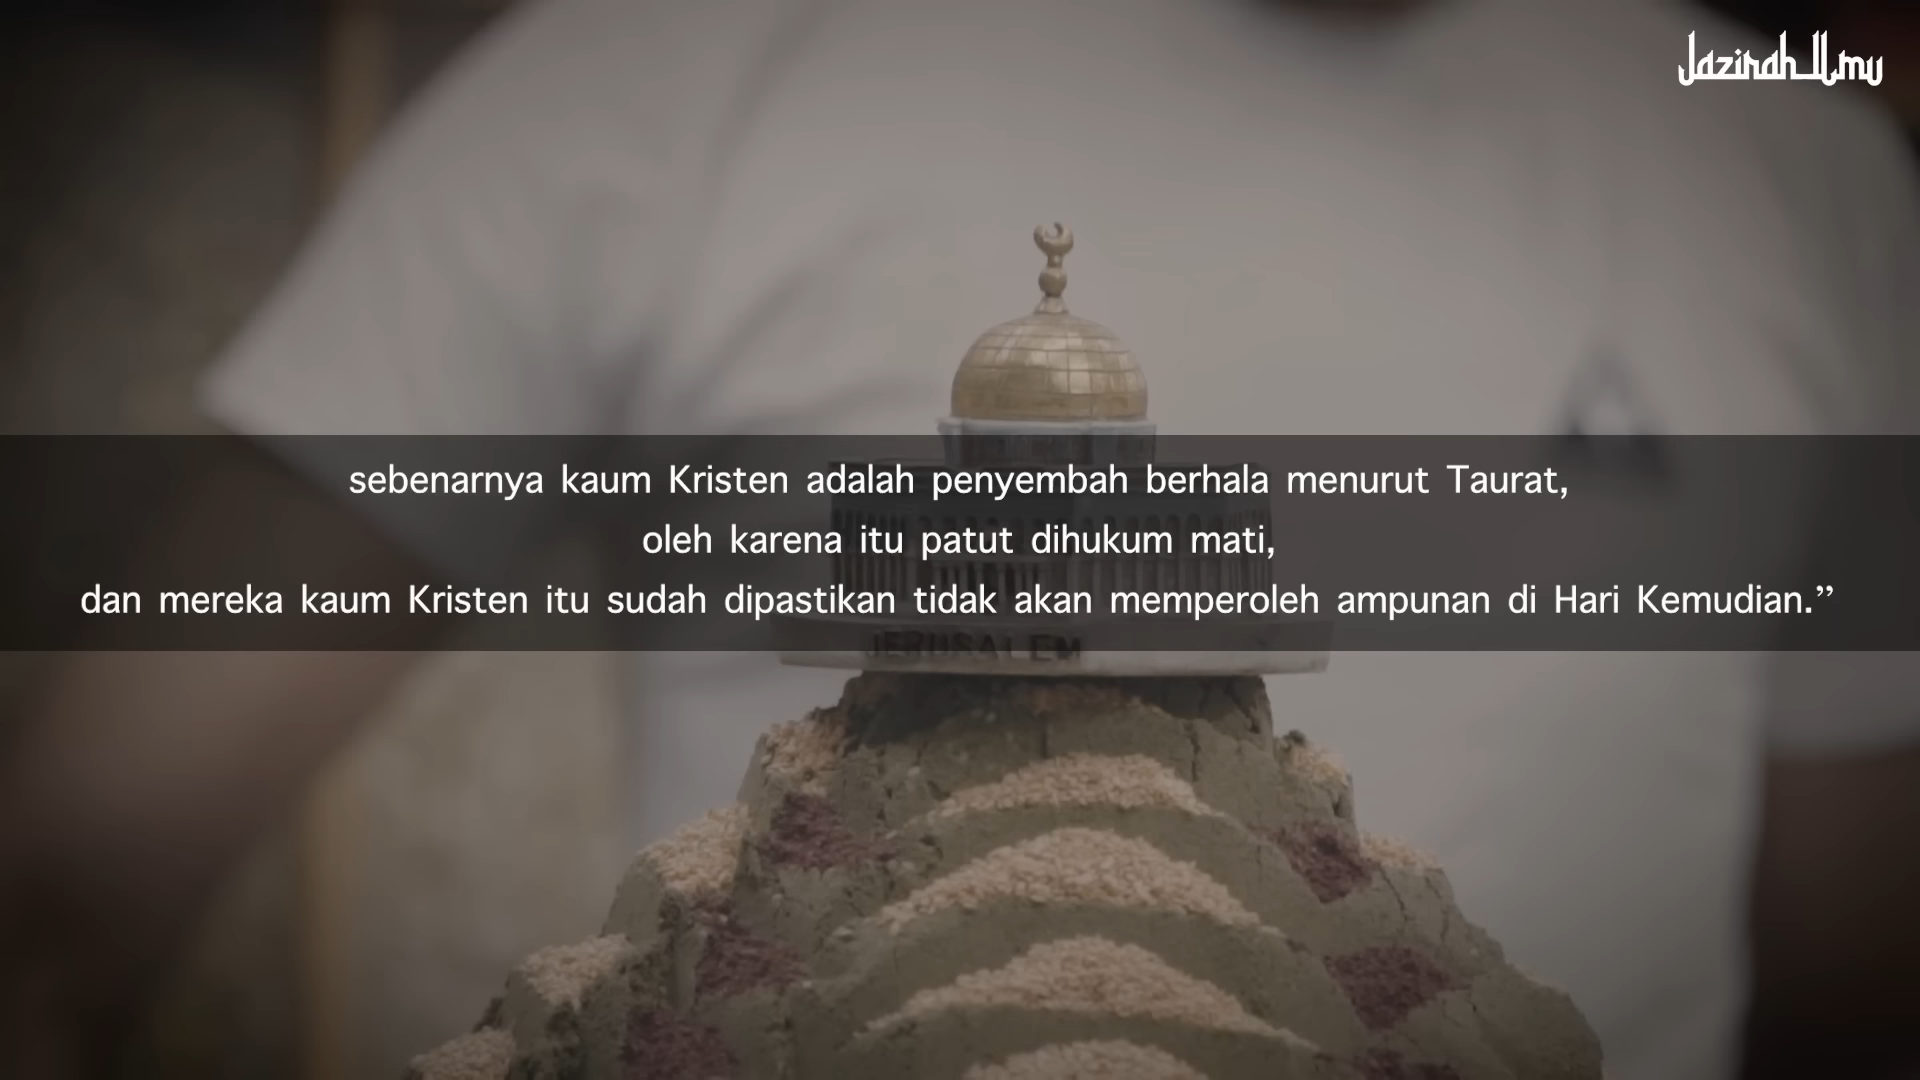 Jazirah Ilmu
sebenarnya kaum Kristen adalah penyembah berhala menurut Taurat,
oleh karena itu patut dihukum mati,
dan mereka kaum Kristen itu sudah dipastikan tidak akan memperoleh ampunan di Hari Kemudian.”
JERUSALEM